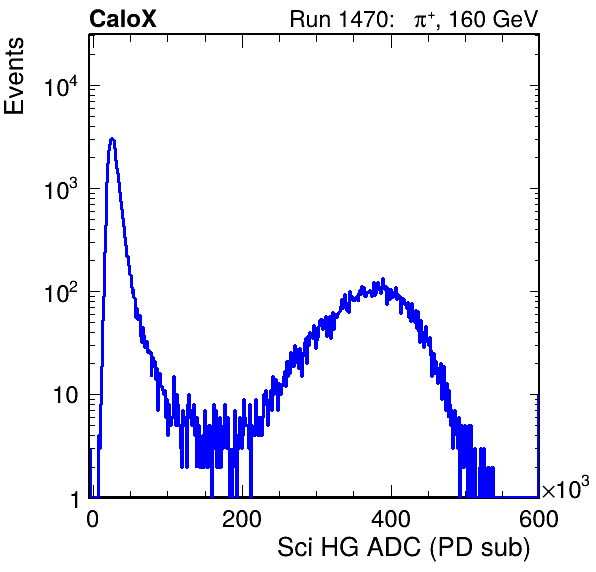 CaloX Run 1470: π⁺, 160 GeV
Events
10⁴
10³
10²
10
1
0 200 400 600
×10³
Sci HG ADC (PD sub)